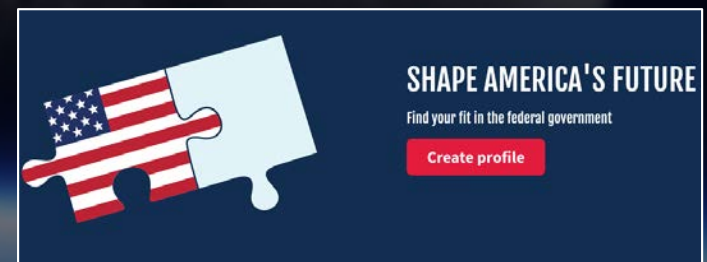 SHAPE AMERICA'S FUTURE
Find your fit in the federal government
Create profile